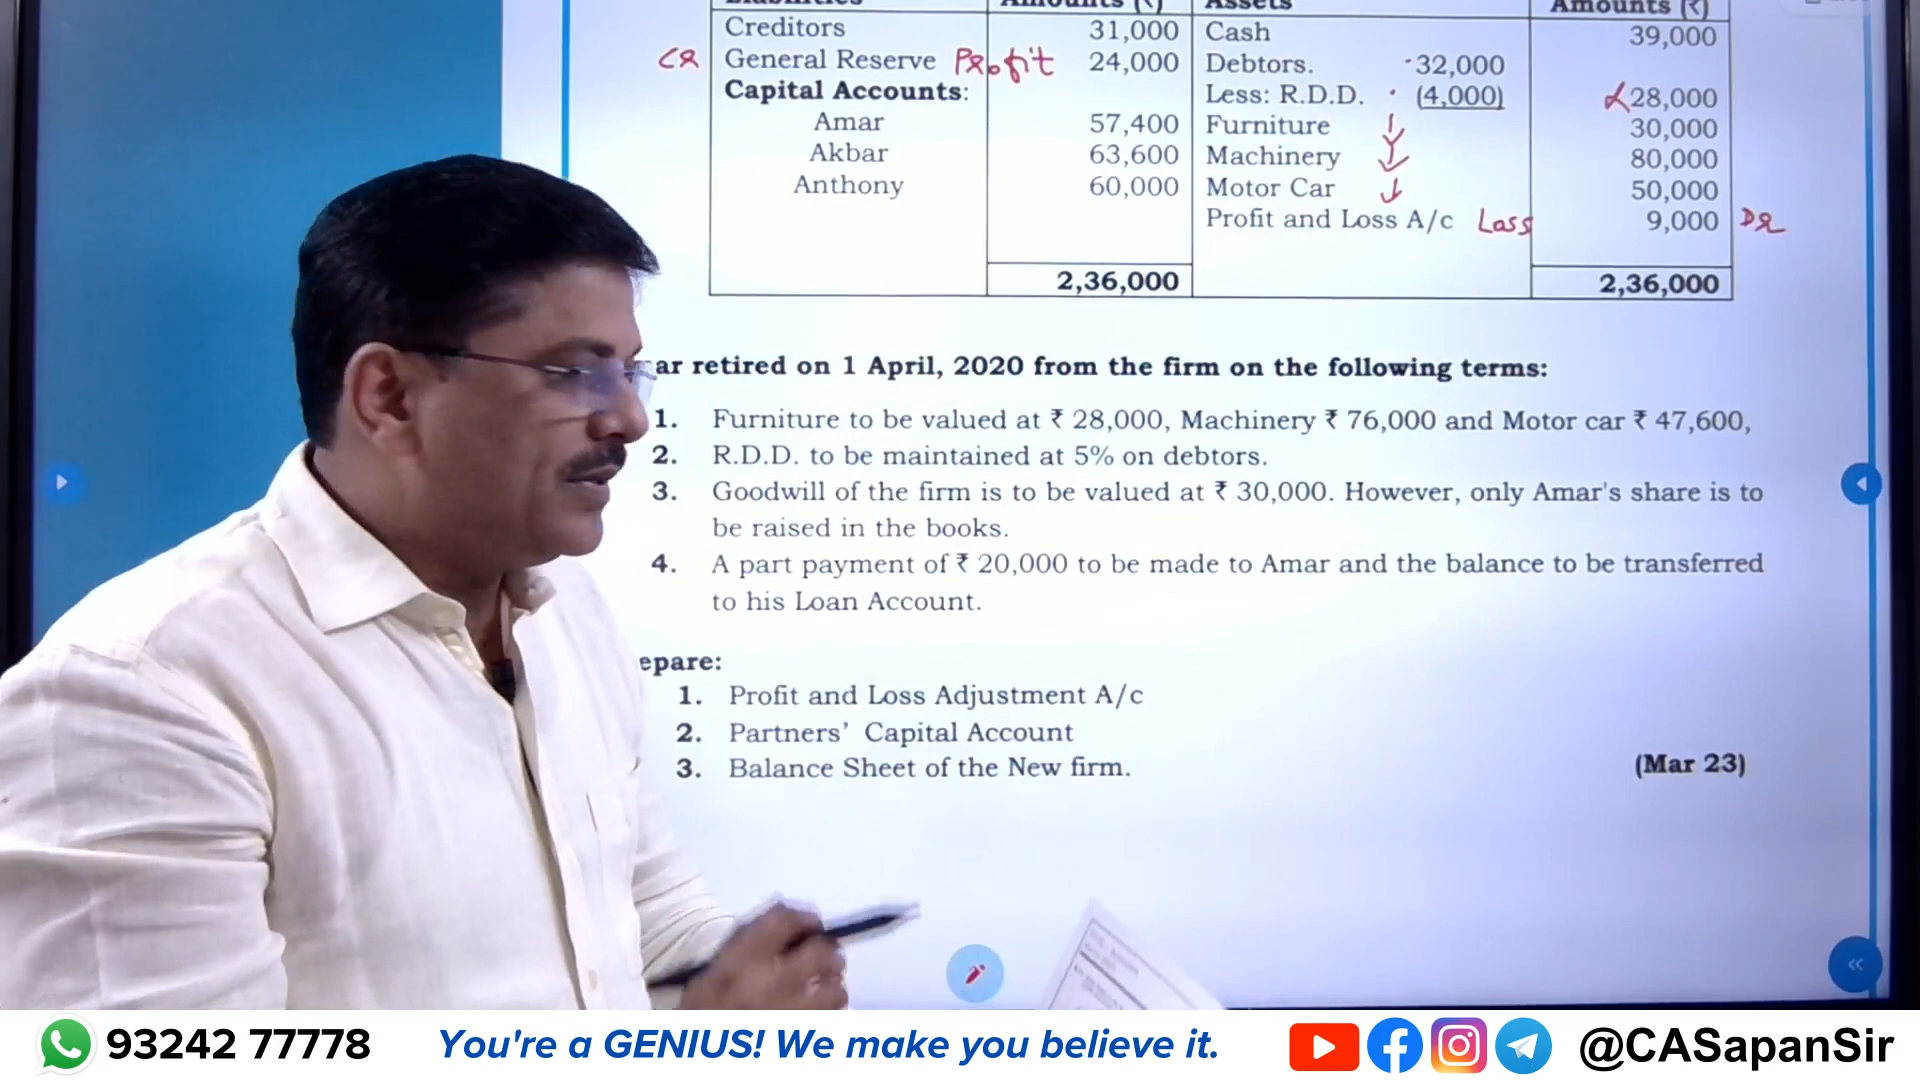 Liabilities Amounts (₹) Assets Amounts (₹)
Creditors 31,000 Cash 39,000
CR General Reserve Profit 24,000 Debtors. 32,000
Capital Accounts: Less: R.D.D. (4,000) 28,000
Amar 57,400 Furniture 30,000
Akbar 63,600 Machinery 80,000
Anthony 60,000 Motor Car 50,000
Profit and Loss A/c Loss 9,000 DR
2,36,000 2,36,000
ar retired on 1 April, 2020 from the firm on the following terms:
1. Furniture to be valued at ₹ 28,000, Machinery ₹ 76,000 and Motor car ₹ 47,600,
2. R.D.D. to be maintained at 5% on debtors.
3. Goodwill of the firm is to be valued at ₹ 30,000. However, only Amar's share is to
be raised in the books.
4. A part payment of ₹ 20,000 to be made to Amar and the balance to be transferred
to his Loan Account.
epare:
1. Profit and Loss Adjustment A/c
2. Partners' Capital Account
3. Balance Sheet of the New firm.
(Mar 23)
93242 77778 You're a GENIUS! We make you believe it. @CASapanSir